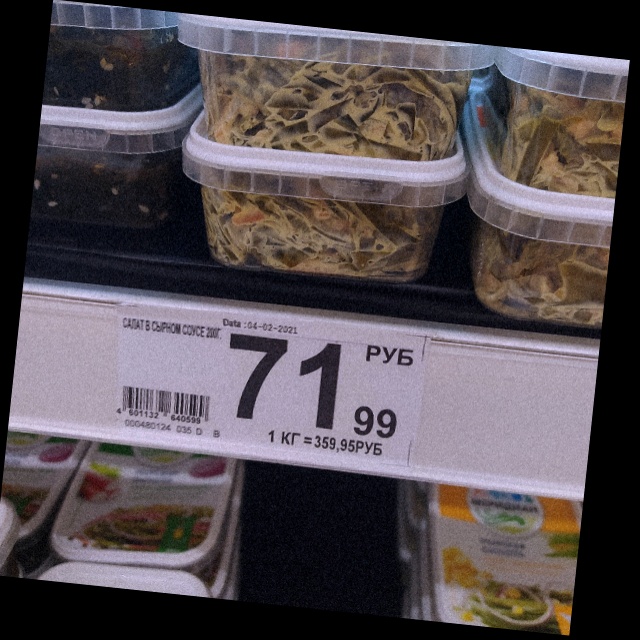 САЛАТ В СЫРНОМ СОУСЕ 200Г
Data :04-02-2021
71 99 РУБ
1 КГ =359,95РУБ
4 601132 640599
000480124 035 D B